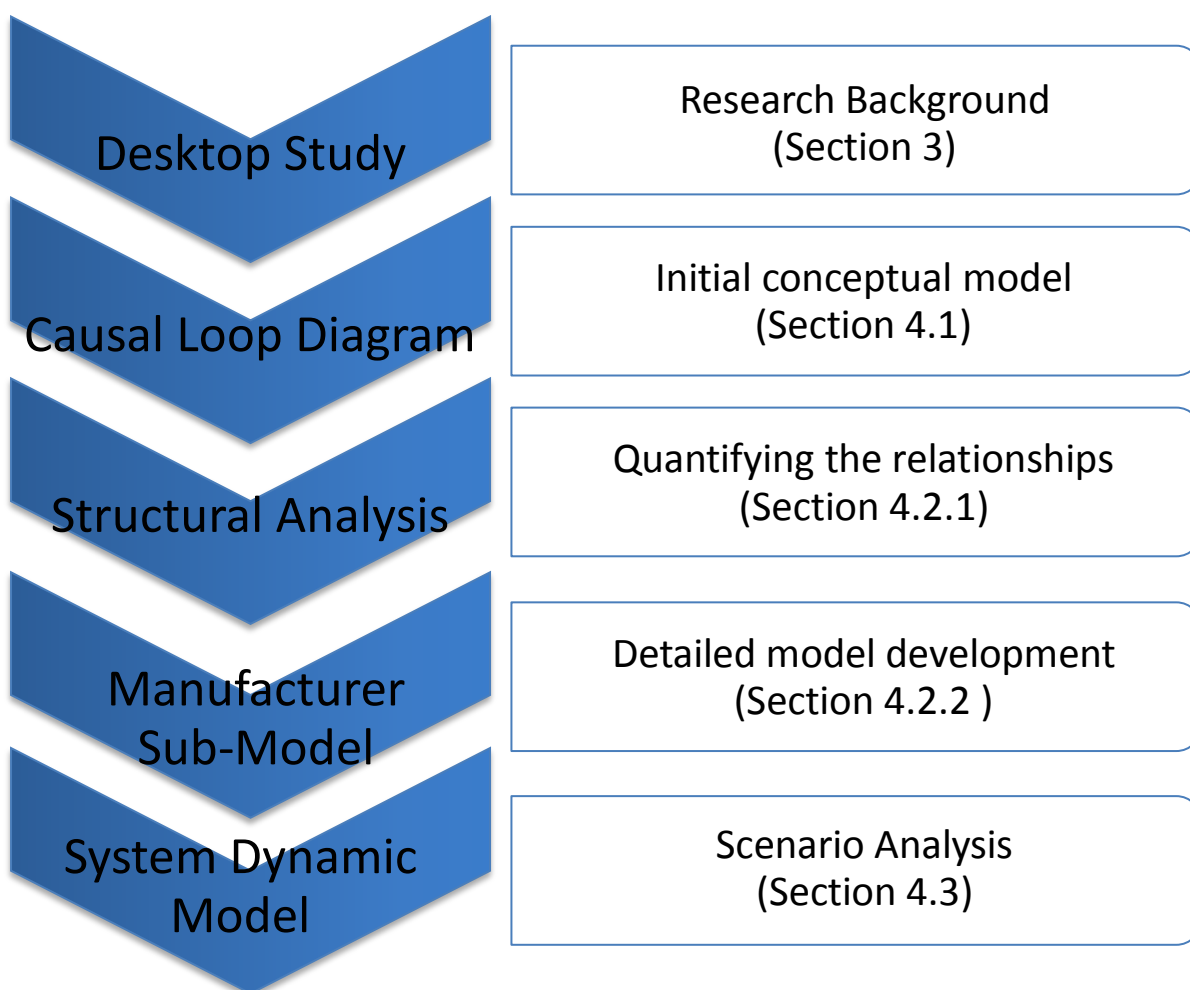 Desktop Study
Research Background
(Section 3)
Causal Loop Diagram
Initial conceptual model
(Section 4.1)
Structural Analysis
Quantifying the relationships
(Section 4.2.1)
Manufacturer
Sub-Model
Detailed model development
(Section 4.2.2 )
System Dynamic
Model
Scenario Analysis
(Section 4.3)